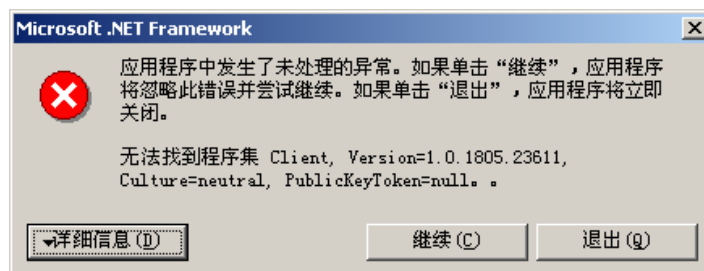 Microsoft .NET Framework
应用程序中发生了未处理的异常。如果单击“继续”，应用程序
将忽略此错误并尝试继续。如果单击“退出”，应用程序将立即
关闭。
无法找到程序集 Client, Version=1.0.1805.23611,
Culture=neutral, PublicKeyToken=null。。
详细信息(D)
继续(C)
退出(Q)